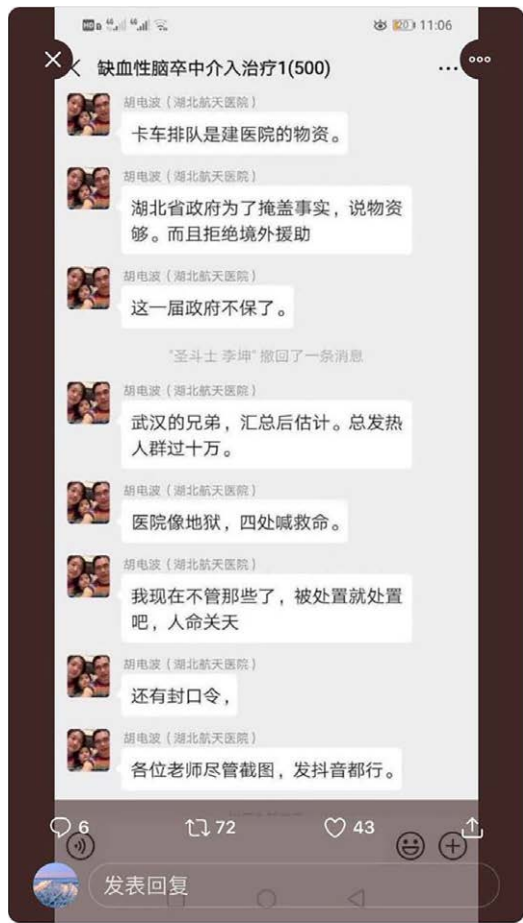 HD 46 46 20 11:06
缺血性脑卒中介入治疗1(500)
胡电波（湖北航天医院）
卡车排队是建医院的物资。
胡电波（湖北航天医院）
湖北省政府为了掩盖事实，说物资
够。而且拒绝境外援助
胡电波（湖北航天医院）
这一届政府不保了。
"圣斗士 李坤"撤回了一条消息
胡电波（湖北航天医院）
武汉的兄弟，汇总后估计。总发热
人群过十万。
胡电波（湖北航天医院）
医院像地狱，四处喊救命。
胡电波（湖北航天医院）
我现在不管那些了，被处置就处置
吧，人命关天
胡电波（湖北航天医院）
还有封口令，
胡电波（湖北航天医院）
各位老师尽管截图，发抖音都行。
6 72 43
发表回复